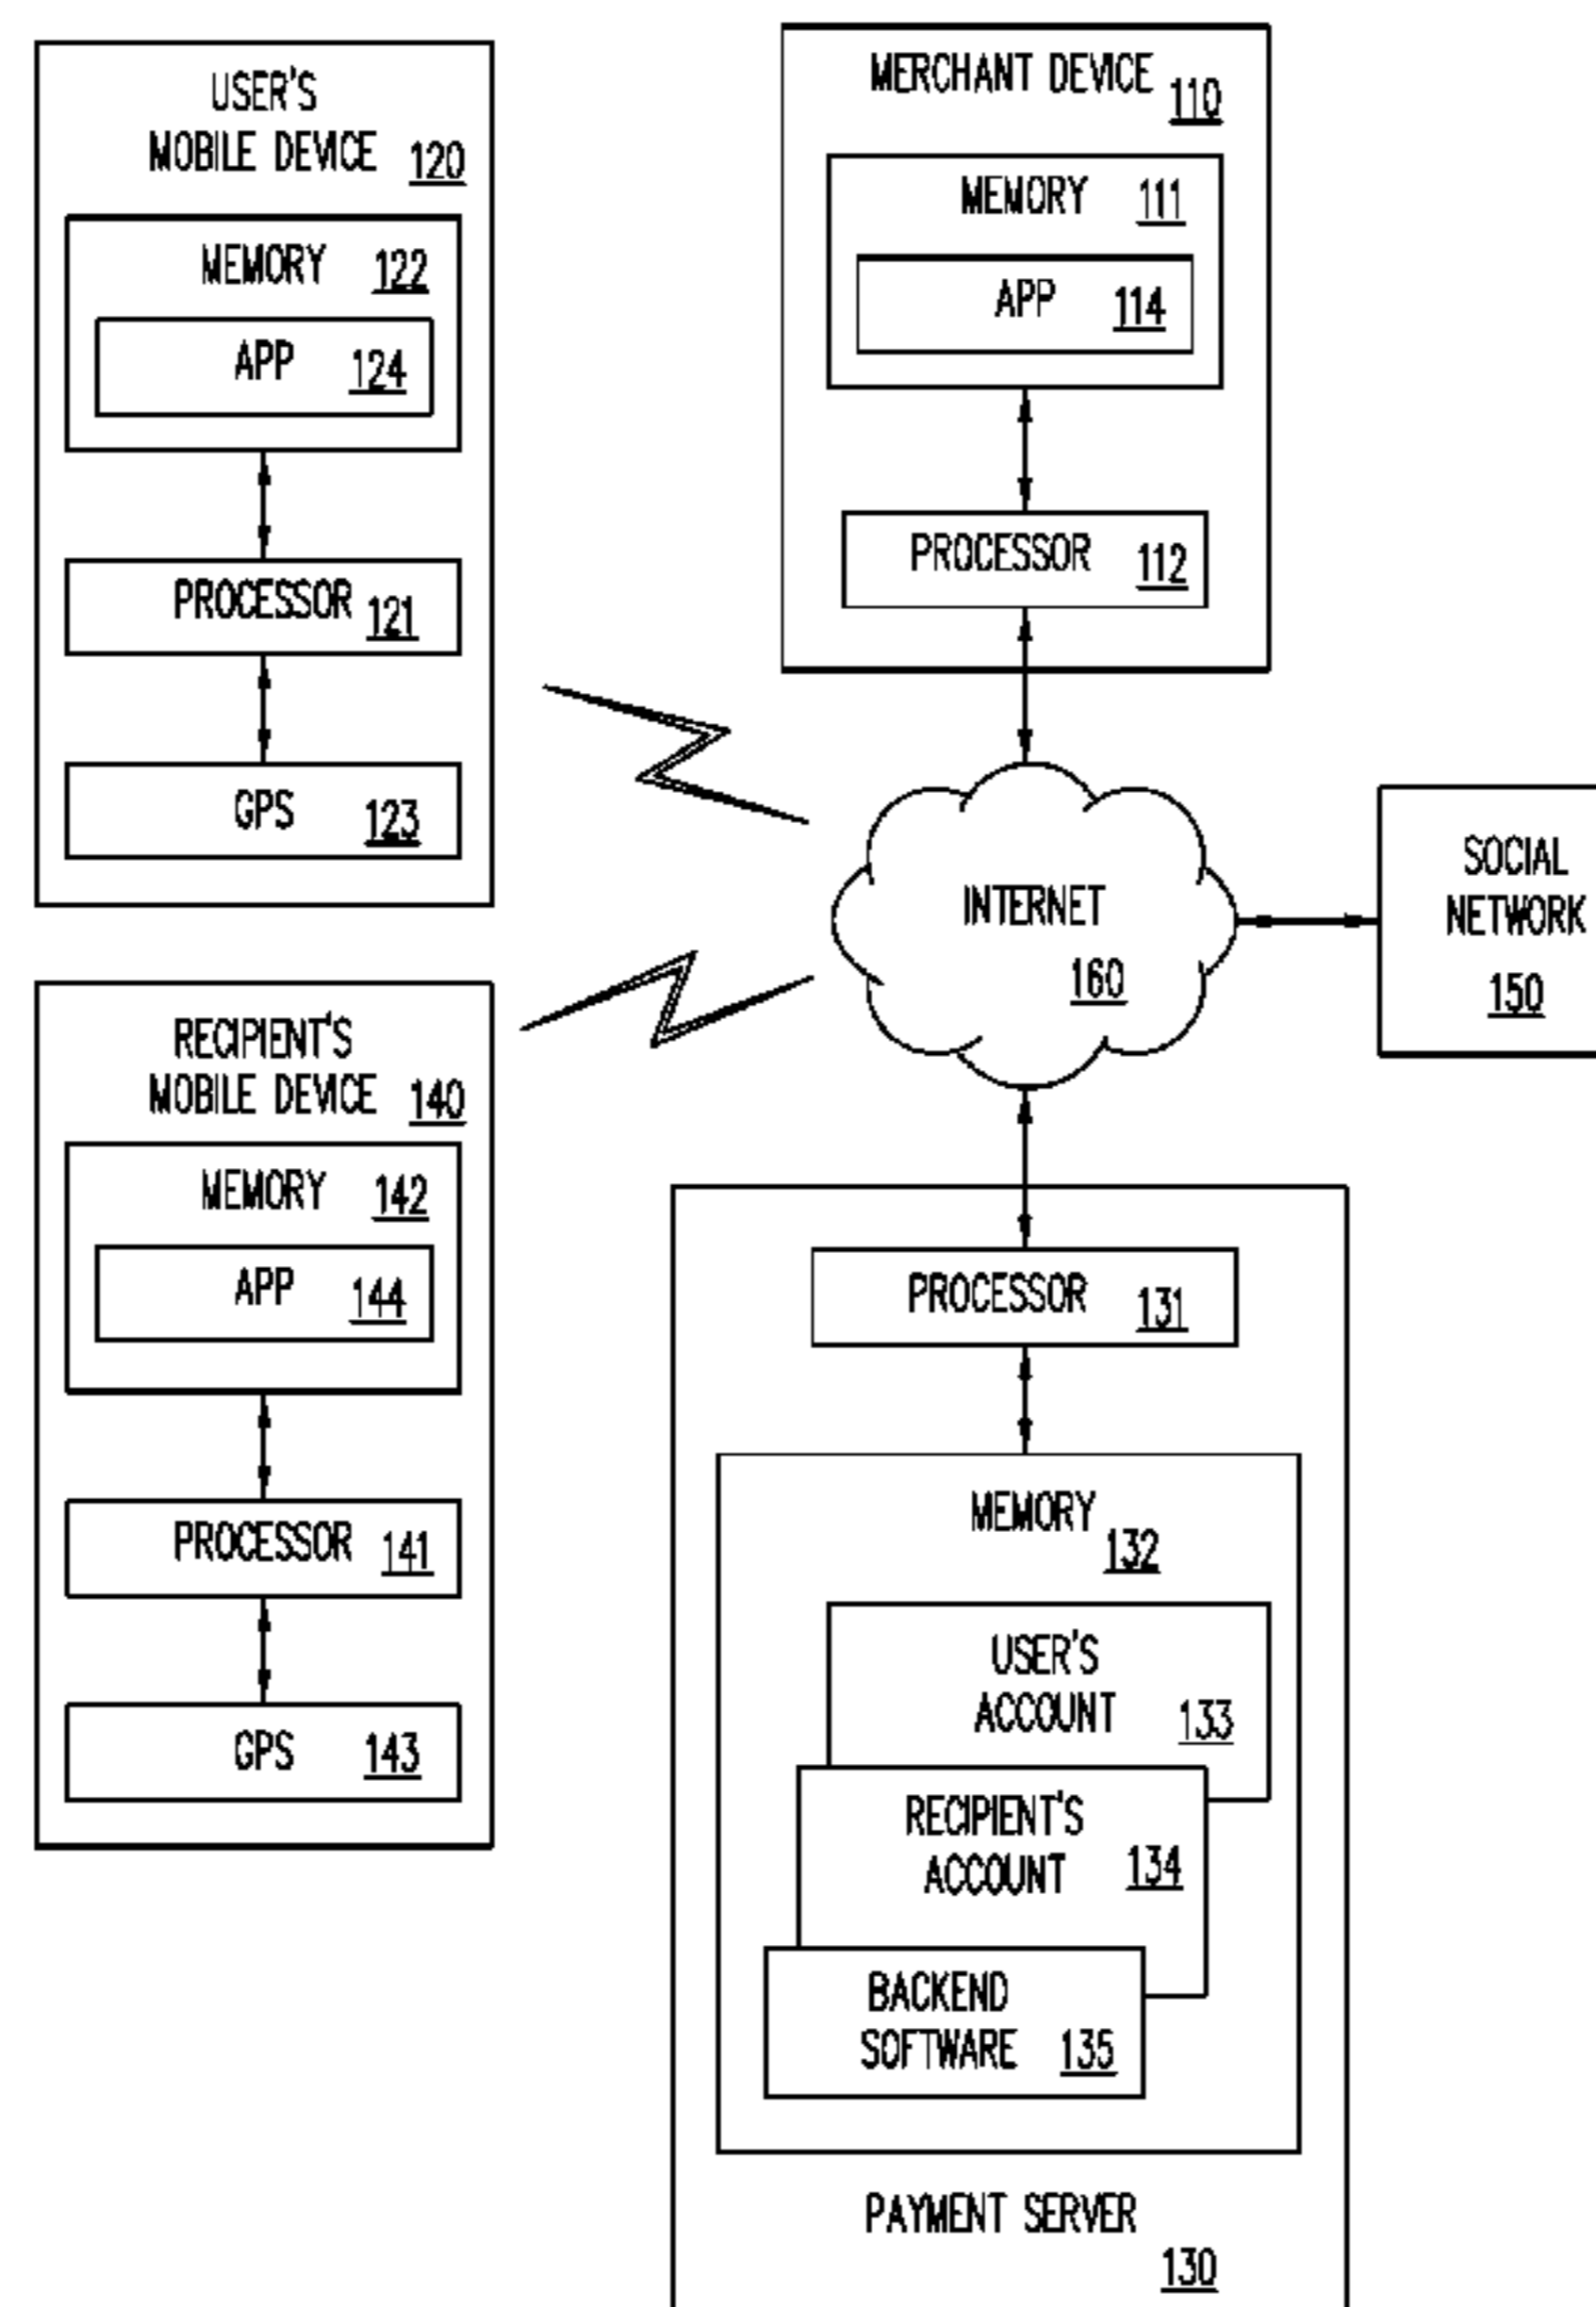 USER'S
MOBILE DEVICE 120
MEMORY 122
APP 124
PROCESSOR 121
GPS 123
MERCHANT DEVICE 110
MEMORY 111
APP 114
PROCESSOR 112
INTERNET
160
SOCIAL
NETWORK
150
RECIPIENT'S
MOBILE DEVICE 140
MEMORY 142
APP 144
PROCESSOR 141
GPS 143
PROCESSOR 131
MEMORY 132
USER'S
ACCOUNT 133
RECIPIENT'S
ACCOUNT 134
BACKEND
SOFTWARE 135
PAYMENT SERVER
130